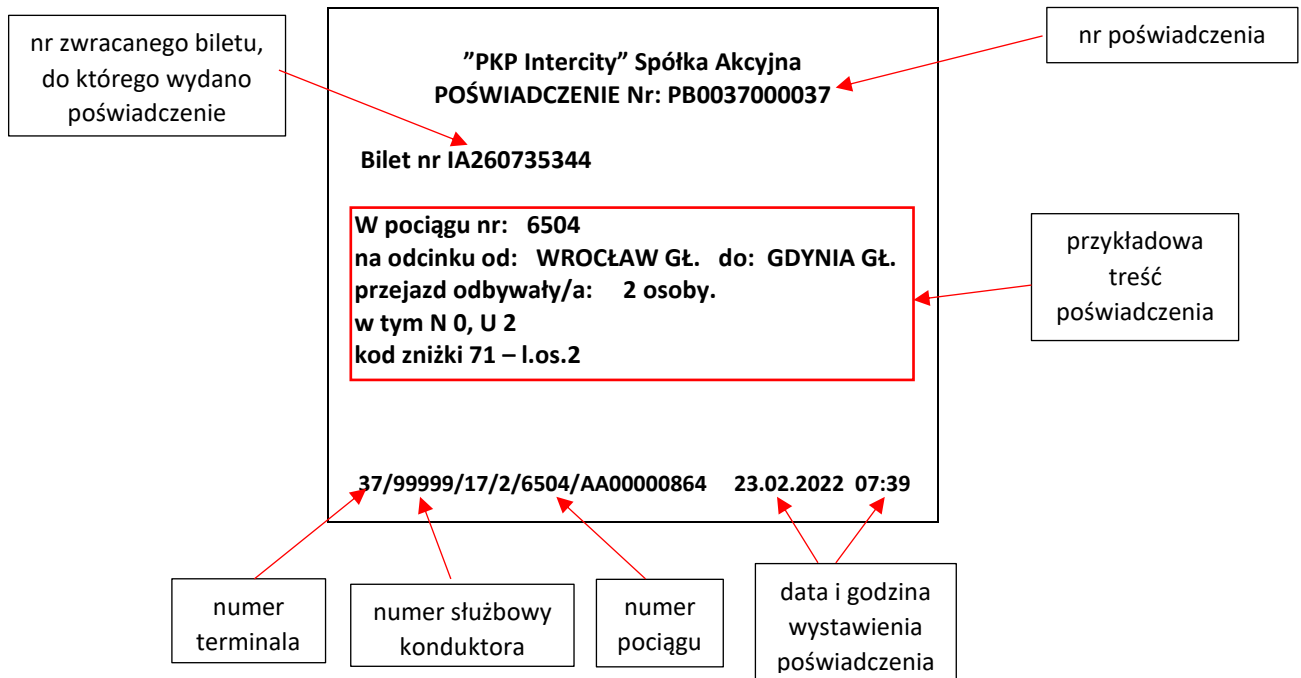 nr zwracanego biletu,
do którego wydano
poświadczenie
nr poświadczenia
”PKP Intercity” Spółka Akcyjna
POŚWIADCZENIE Nr: PB0037000037
Bilet nr IA260735344
W pociągu nr: 6504
na odcinku od: WROCŁAW GŁ. do: GDYNIA GŁ.
przejazd odbywały/a: 2 osoby.
w tym N 0, U 2
kod zniżki 71 – l.os.2
przykładowa
treść
poświadczenia
37/99999/17/2/6504/AA00000864 23.02.2022 07:39
numer
terminala
numer służbowy
konduktora
numer
pociągu
data i godzina
wystawienia
poświadczenia